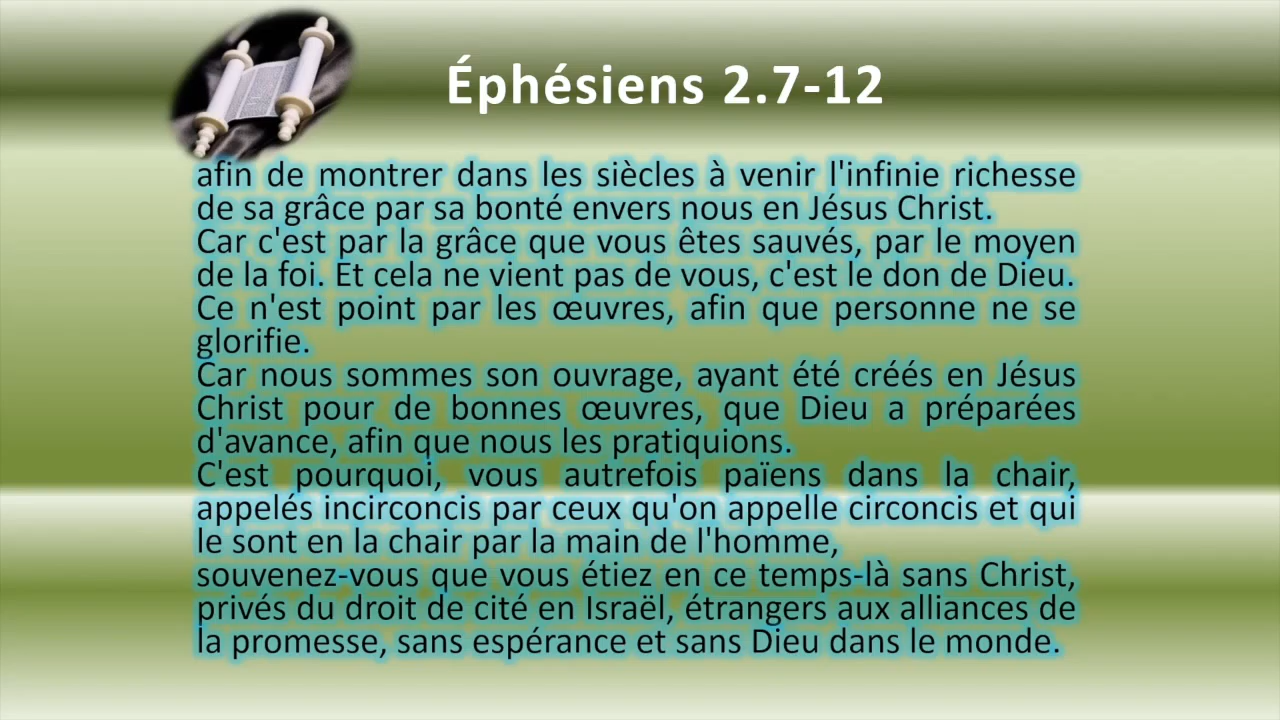 Éphésiens 2.7-12
afin de montrer dans les siècles à venir l'infinie richesse
de sa grâce par sa bonté envers nous en Jésus Christ.
Car c'est par la grâce que vous êtes sauvés, par le moyen
de la foi. Et cela ne vient pas de vous, c'est le don de Dieu.
Ce n'est point par les œuvres, afin que personne ne se
glorifie.
Car nous sommes son ouvrage, ayant été créés en Jésus
Christ pour de bonnes œuvres, que Dieu a préparées
d'avance, afin que nous les pratiquions.
C'est pourquoi, vous autrefois païens dans la chair,
appelés incirconcis par ceux qu'on appelle circoncis et qui
le sont en la chair par la main de l'homme,
souvenez-vous que vous étiez en ce temps-là sans Christ,
privés du droit de cité en Israël, étrangers aux alliances de
la promesse, sans espérance et sans Dieu dans le monde.